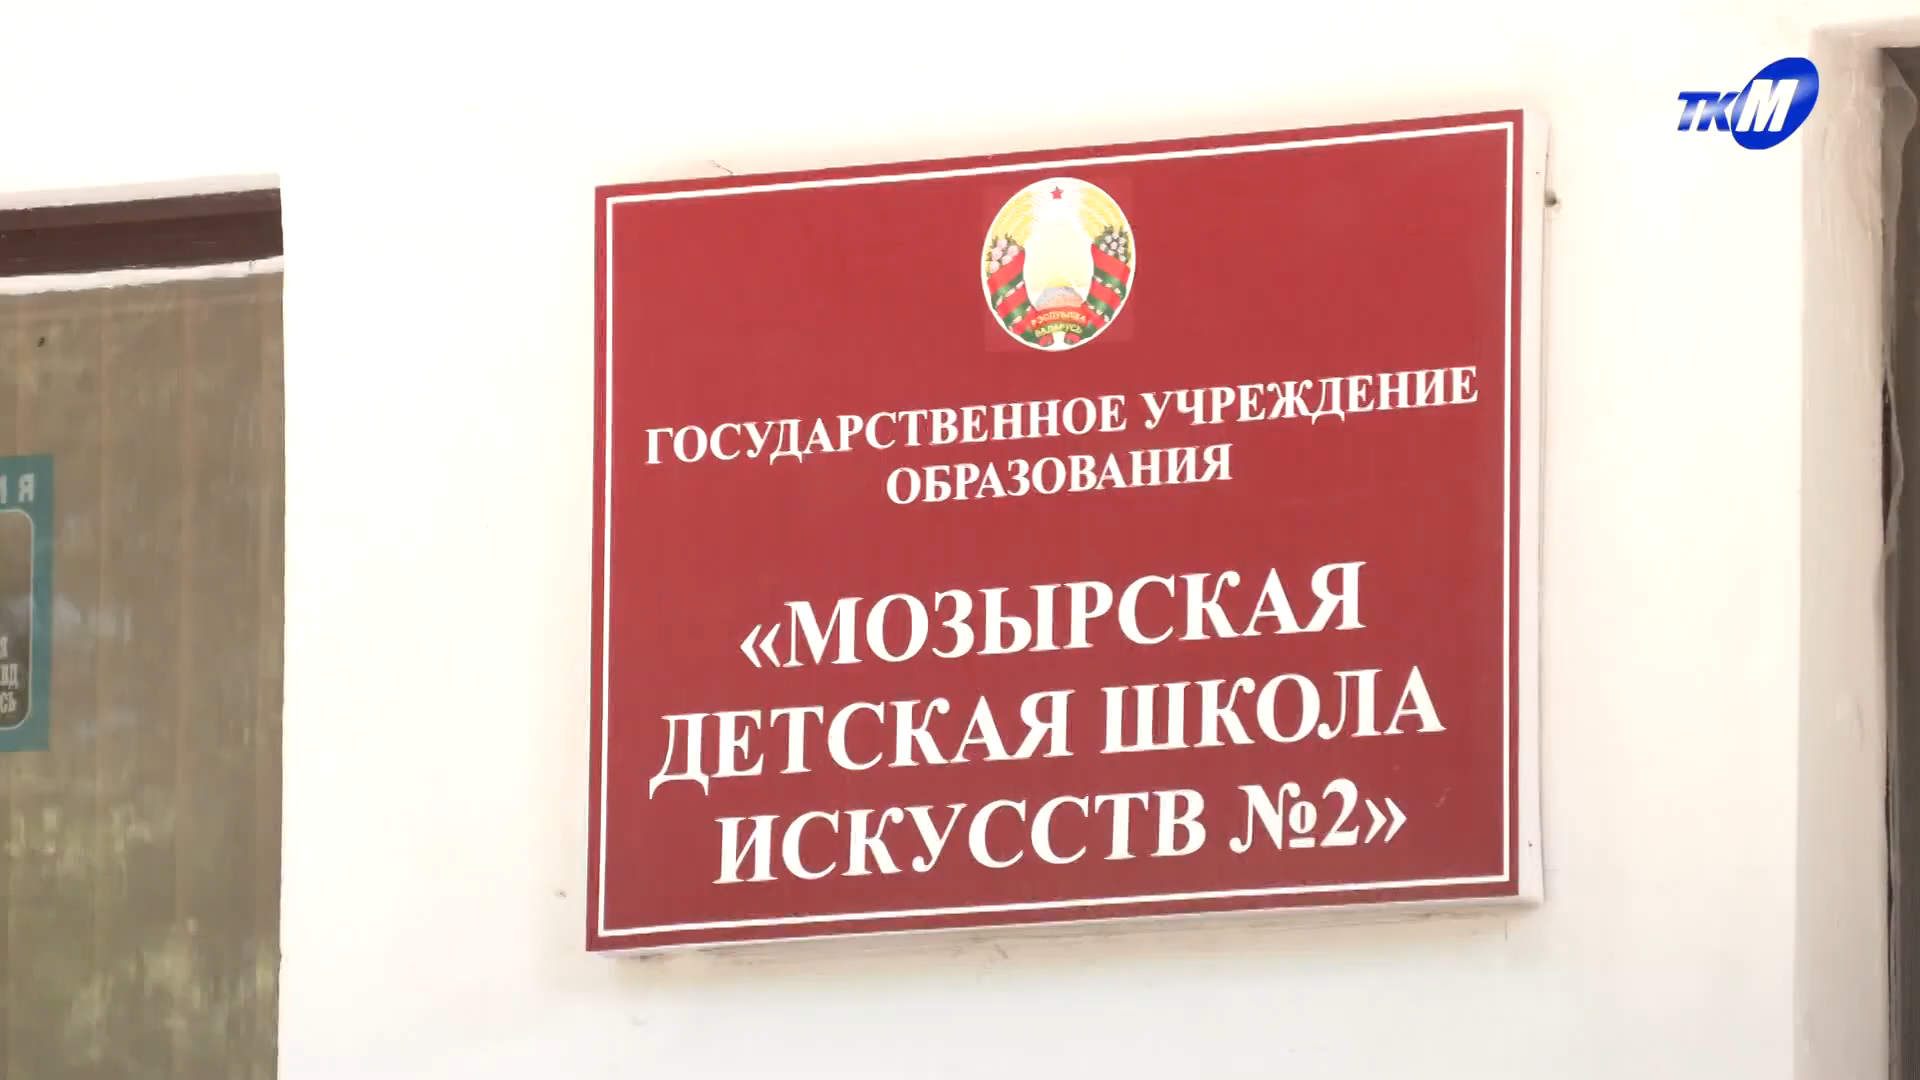 ТКМ
РЭСПУБЛІКА
БЕЛАРУСЬ
ГОСУДАРСТВЕННОЕ УЧРЕЖДЕНИЕ
ОБРАЗОВАНИЯ
«МОЗЫРСКАЯ
ДЕТСКАЯ ШКОЛА
ИСКУССТВ №2»